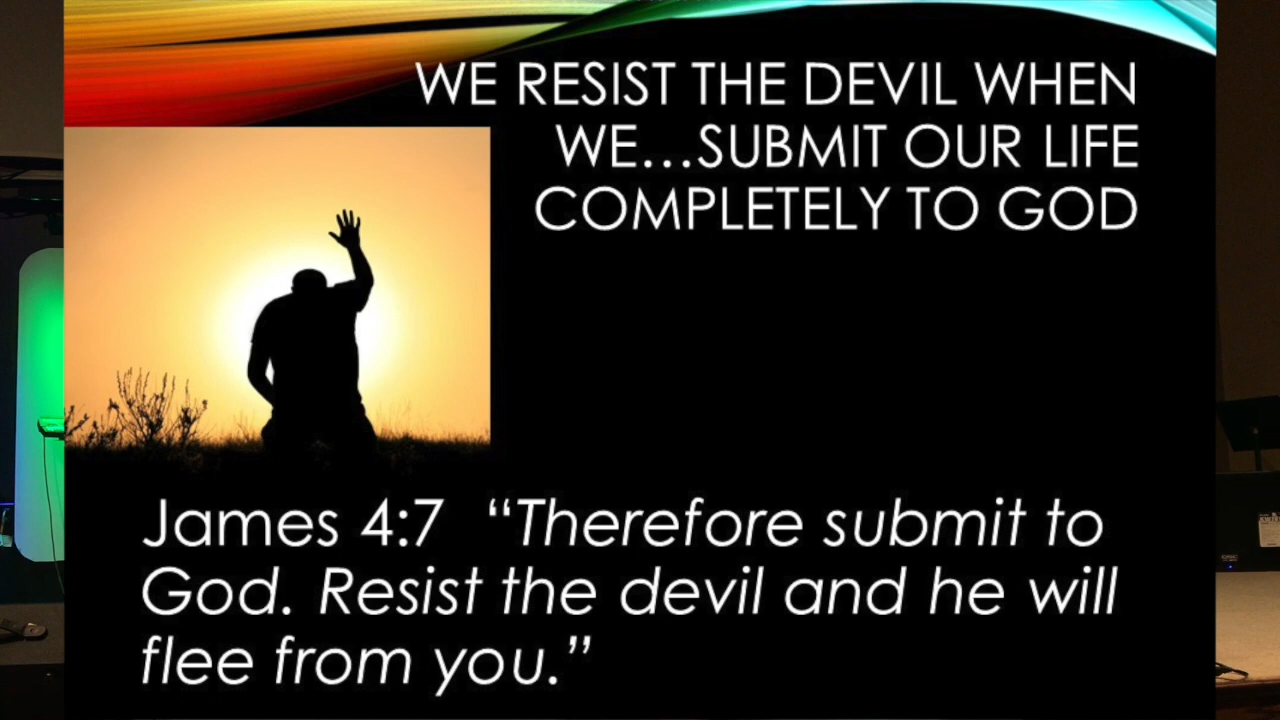 WE RESIST THE DEVIL WHEN
WE...SUBMIT OUR LIFE
COMPLETELY TO GOD
James 4:7 “Therefore submit to
God. Resist the devil and he will
flee from you.”